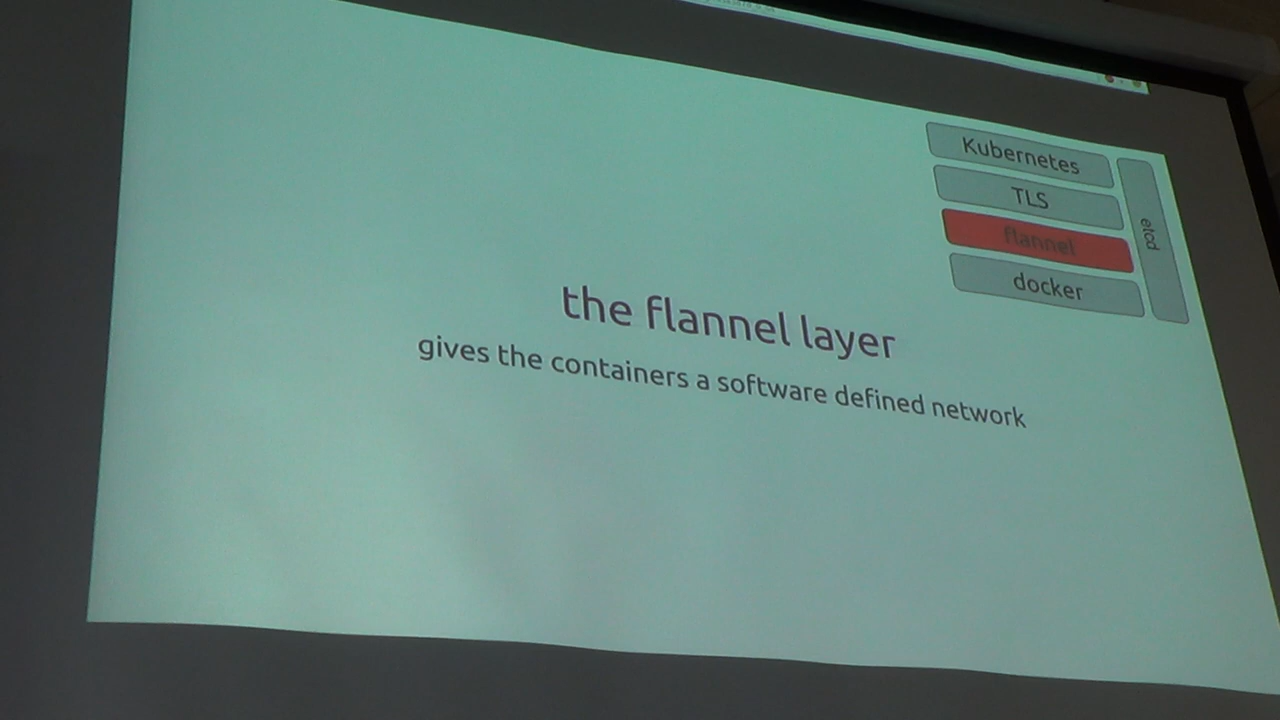 Kubernetes
TLS
flannel
docker
etcd
the flannel layer
gives the containers a software defined network